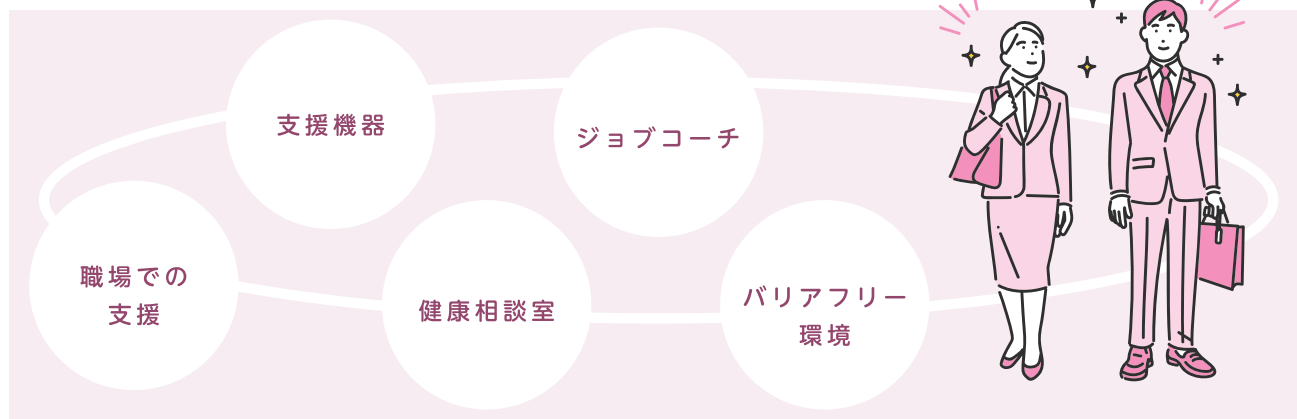 支援機器
ジョブコーチ
職場での
支援
健康相談室
バリアフリー
環境